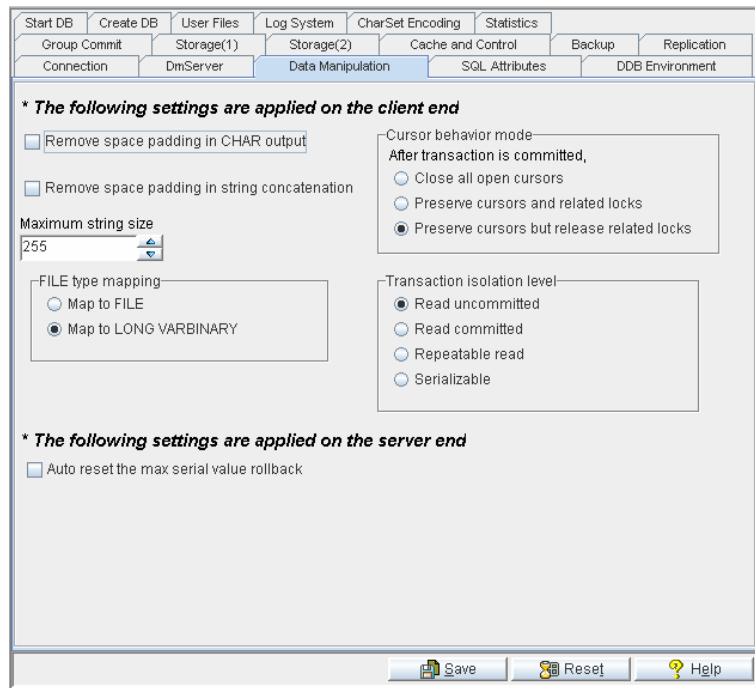 Start DB Create DB User Files Log System CharSet Encoding Statistics
Group Commit Storage(1) Storage(2) Cache and Control Backup Replication
Connection DmServer Data Manipulation SQL Attributes DDB Environment
* The following settings are applied on the client end
Remove space padding in CHAR output
Remove space padding in string concatenation
Maximum string size
255
FILE type mapping
Map to FILE
Map to LONG VARBINARY
Cursor behavior mode
After transaction is committed,
Close all open cursors
Preserve cursors and related locks
Preserve cursors but release related locks
Transaction isolation level
Read uncommitted
Read committed
Repeatable read
Serializable
* The following settings are applied on the server end
Auto reset the max serial value rollback
Save Reset Help